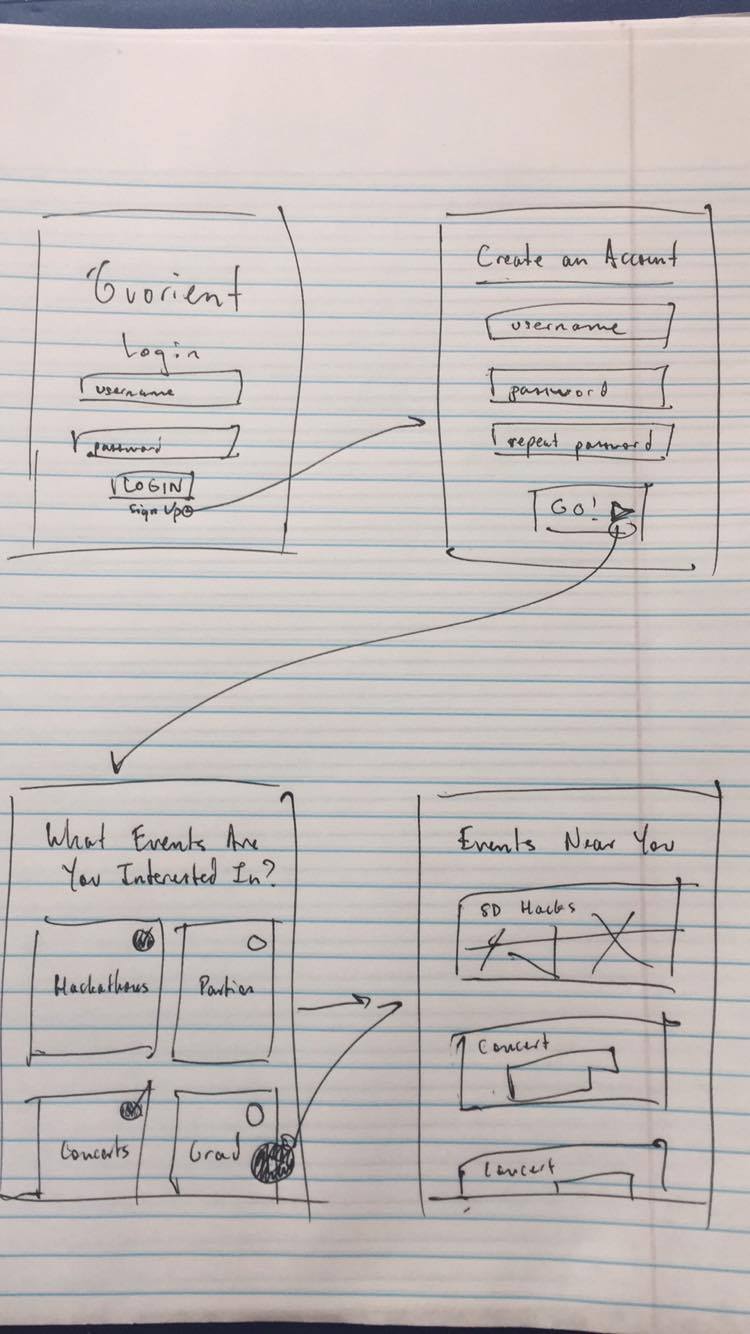 Evorient
Login
username
password
LOGIN
sign up
Create an Account
username
password
repeat password
GO!
What Events Are
You Interested In?
Hackathons
Parties
Concerts
Grad
Events Near You
SD Hacks
Concert
Concert